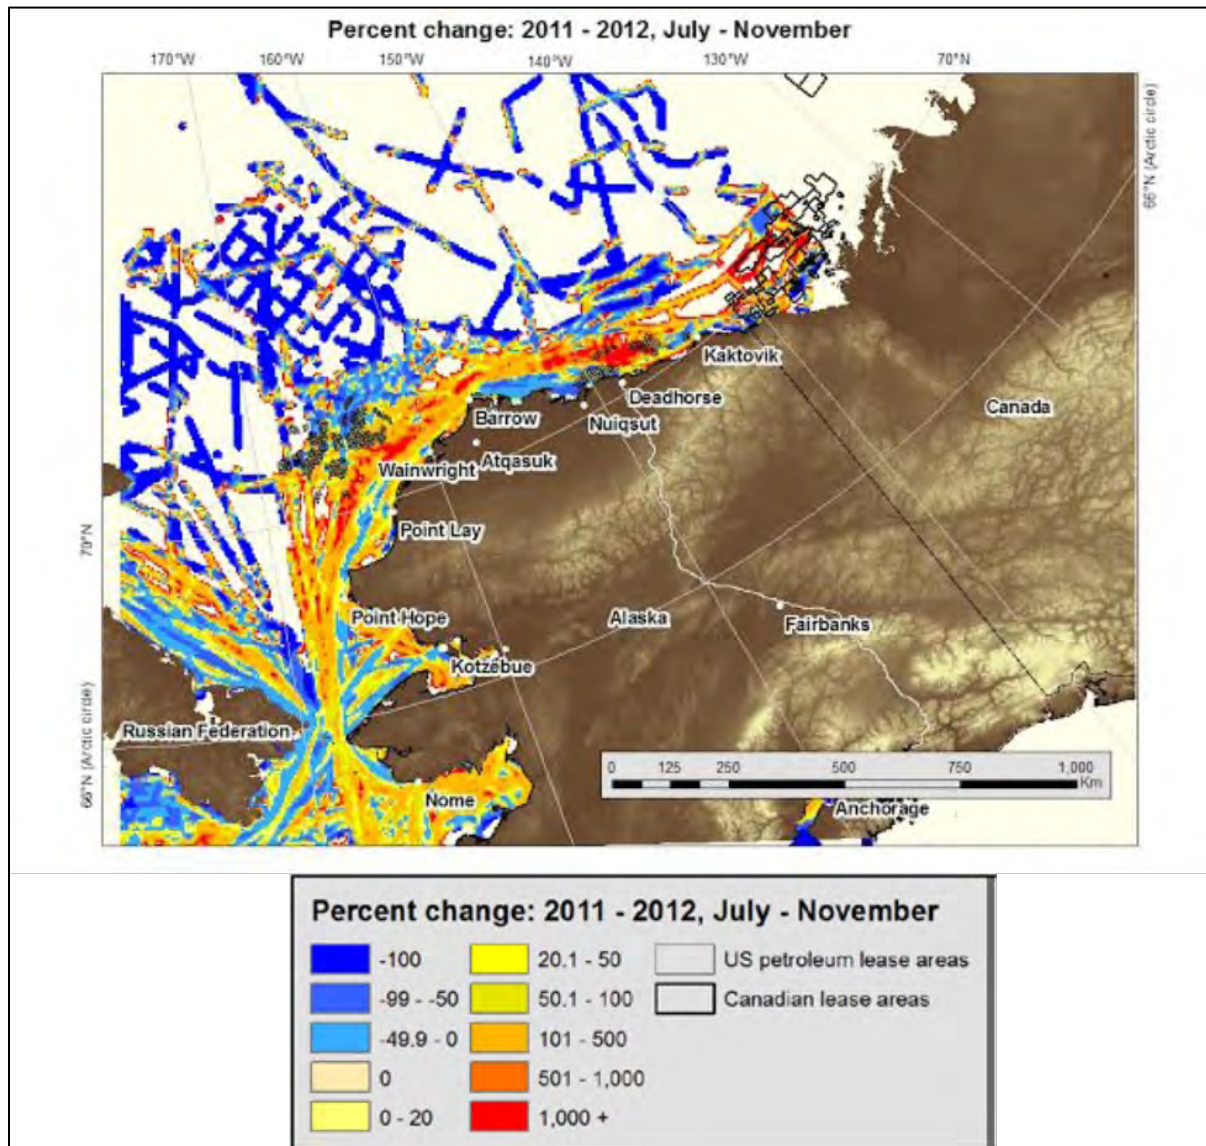 Percent change: 2011 - 2012, July - November
170°W 160°W 150°W 140°W 130°W 70°N
66°N (Arctic circle)
Kaktovik
Deadhorse
Canada
Barrow
Nuiqsut
Wainwright Atqasuk
Point Lay
70°N
Point Hope
Alaska
Fairbanks
Kotzebue
Russian Federation
66°N (Arctic circle)
0 125 250 500 750 1,000
Km
Nome
Anchorage
Percent change: 2011 - 2012, July - November
-100 20.1 - 50 US petroleum lease areas
-99 - -50 50.1 - 100 Canadian lease areas
-49.9 - 0 101 - 500
0 501 - 1,000
0 - 20 1,000 +